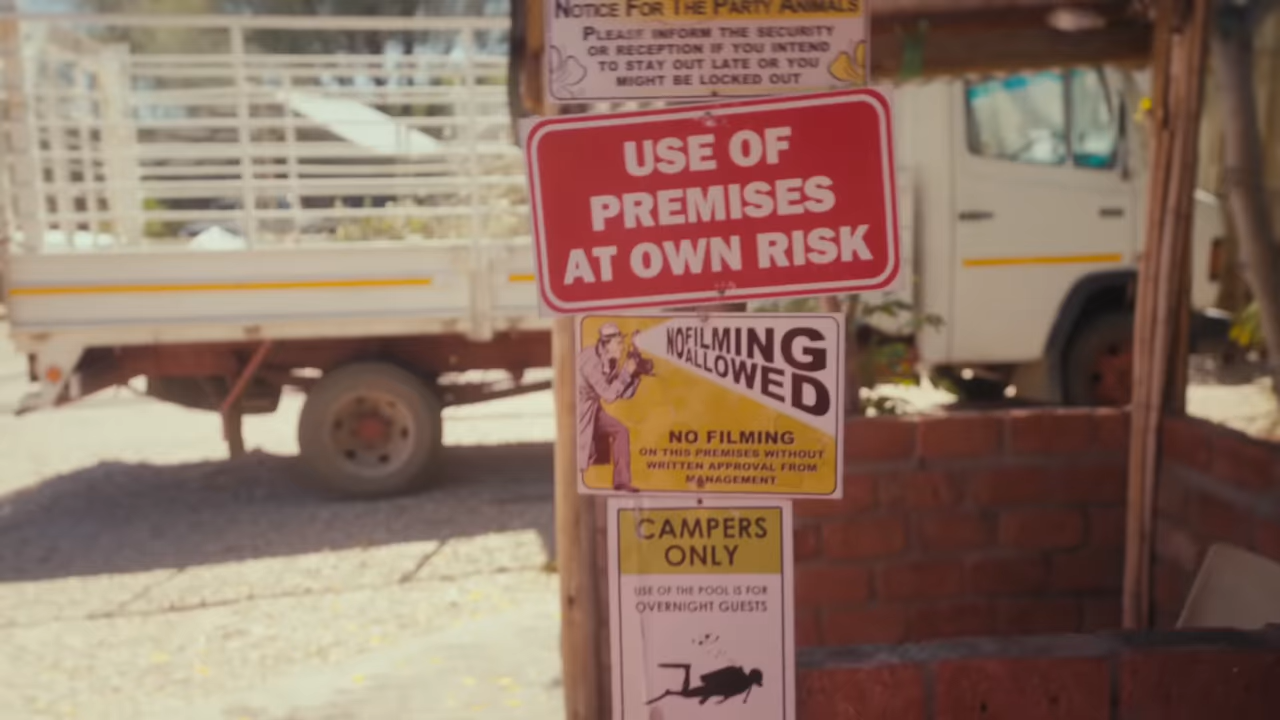 NOTICE FOR THE PARTY ANIMALS
PLEASE INFORM THE SECURITY
OR RECEPTION IF YOU INTEND
TO STAY OUT LATE OR YOU
MIGHT BE LOCKED OUT
USE OF
PREMISES
AT OWN RISK
NO FILMING
ALLOWED
NO FILMING
ON THIS PREMISES WITHOUT
WRITTEN APPROVAL FROM
MANAGEMENT
CAMPERS
ONLY
USE OF THE POOL IS FOR
OVERNIGHT GUESTS